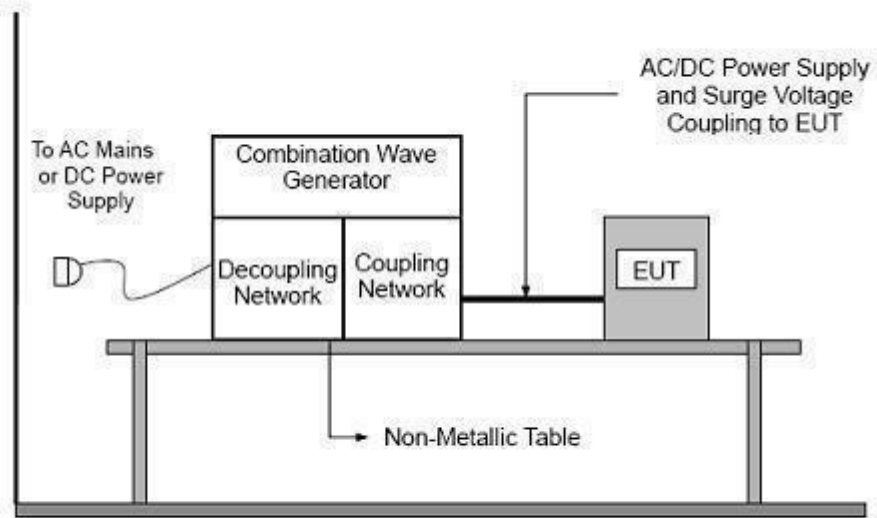 AC/DC Power Supply
and Surge Voltage
Coupling to EUT
To AC Mains
or DC Power
Supply
Combination Wave
Generator
Decoupling
Network
Coupling
Network
EUT
Non-Metallic Table